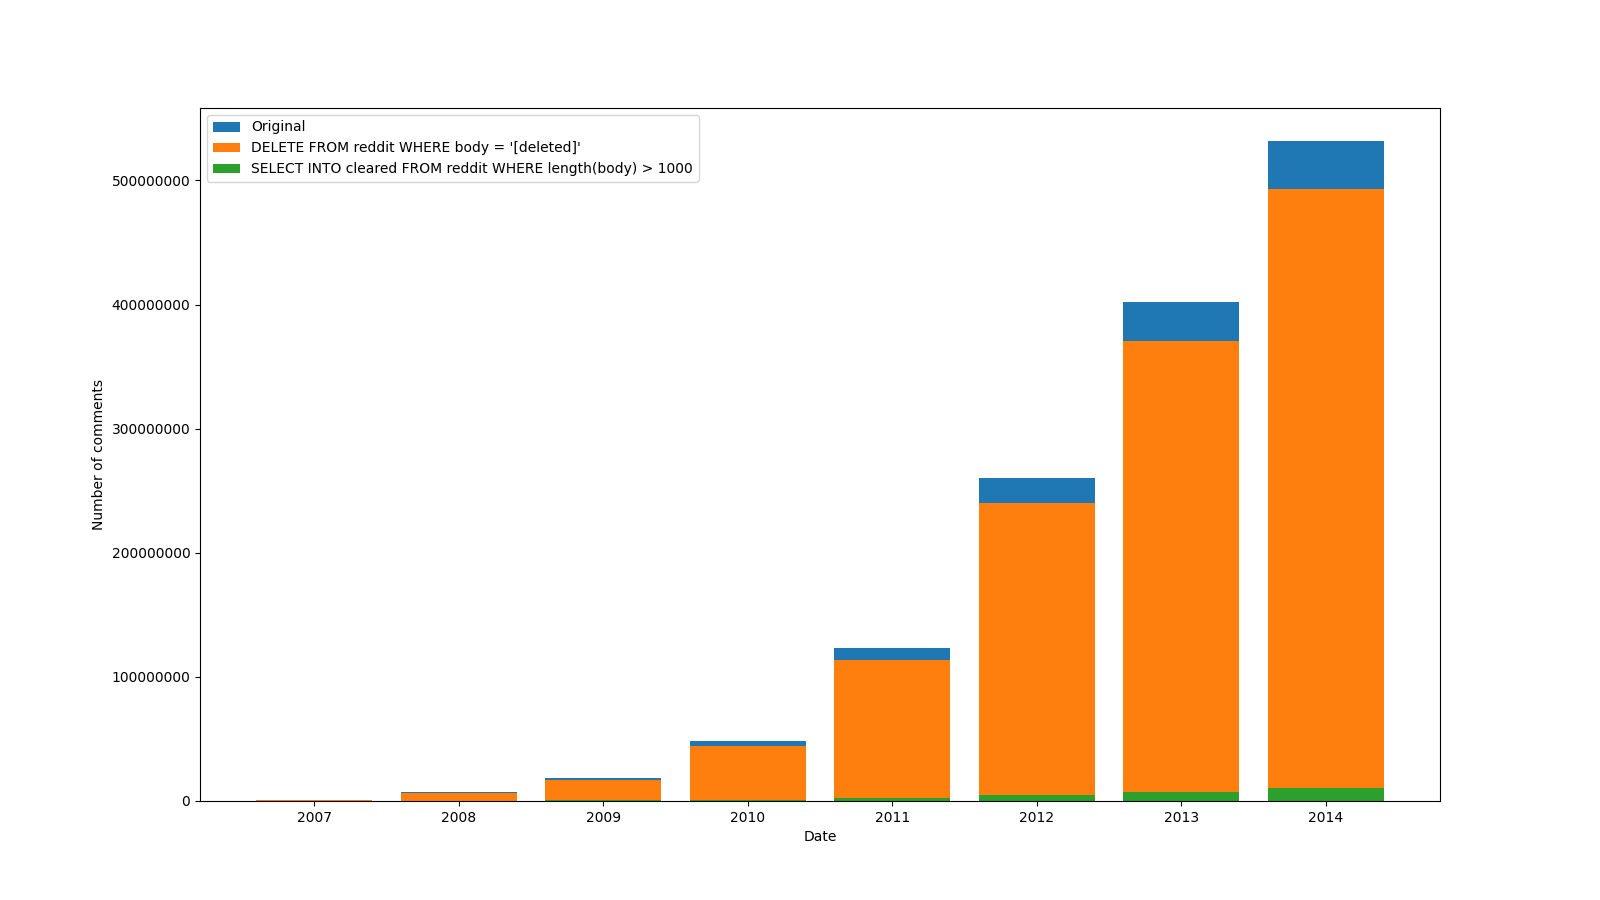 Original
DELETE FROM reddit WHERE body = '[deleted]'
SELECT INTO cleared FROM reddit WHERE length(body) > 1000
500000000
400000000
300000000
200000000
100000000
0
Number of comments
2007 2008 2009 2010 2011 2012 2013 2014
Date